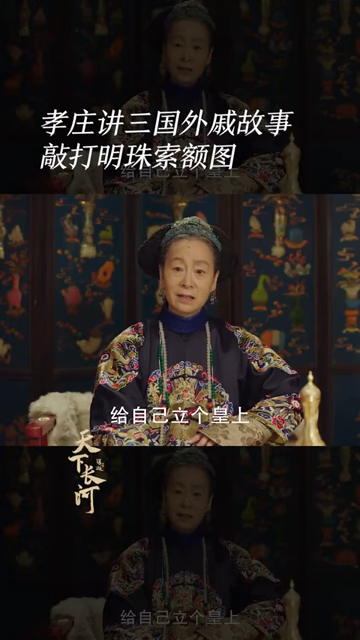 孝庄讲三国外戚故事
敲打明珠索额图
给自己立个皇上
给自己立个皇上
天下长河
给自己立个皇上